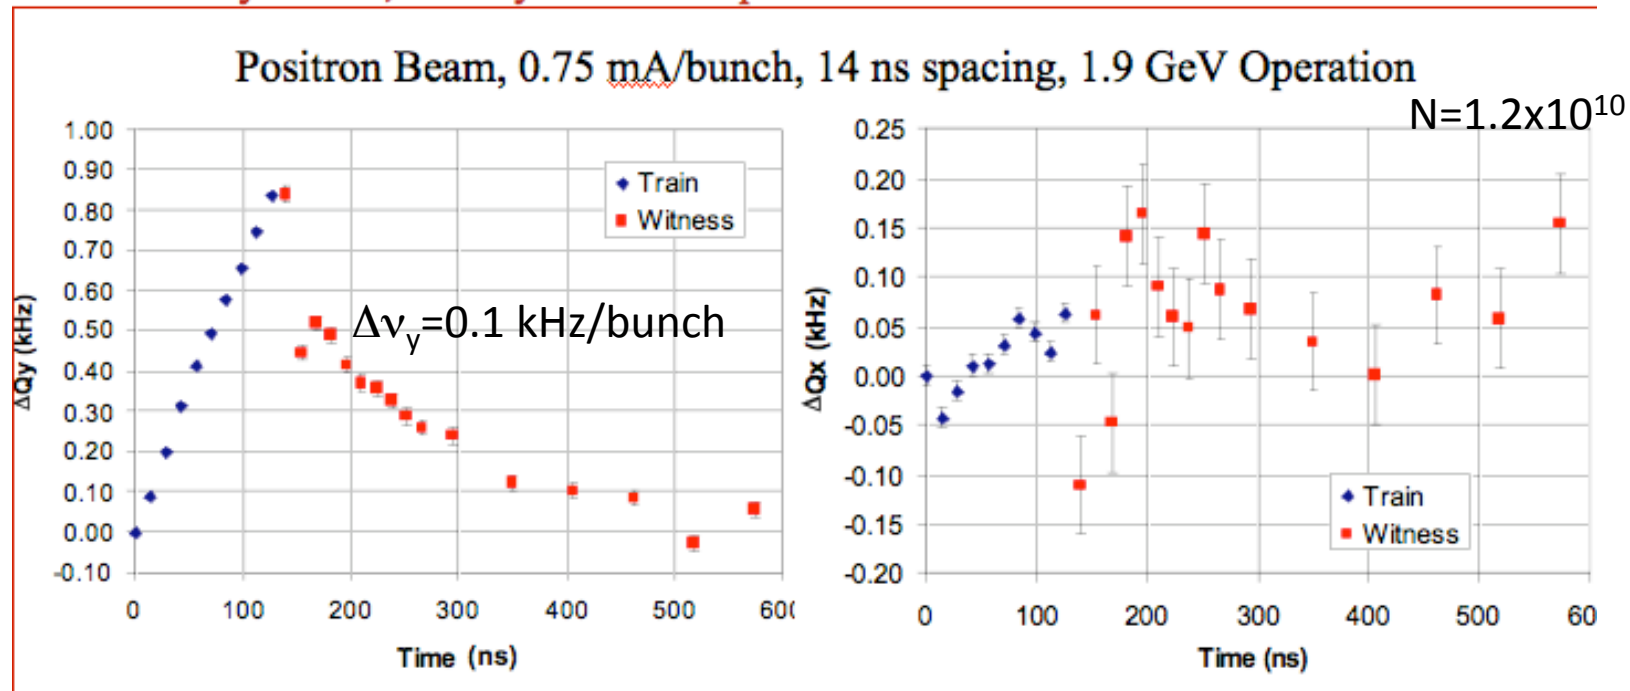 Positron Beam, 0.75 mA/bunch, 14 ns spacing, 1.9 GeV Operation
N=1.2x10¹⁰
1.00
0.90
0.80
0.70
0.60
0.50
0.40
0.30
0.20
0.10
0.00
-0.10
ΔQy (kHz)
Train
Witness
Δνy=0.1 kHz/bunch
0 100 200 300 400 500 60
Time (ns)
0.25
0.20
0.15
0.10
0.05
0.00
-0.05
-0.10
-0.15
-0.20
ΔQx (kHz)
Train
Witness
0 100 200 300 400 500 60
Time (ns)